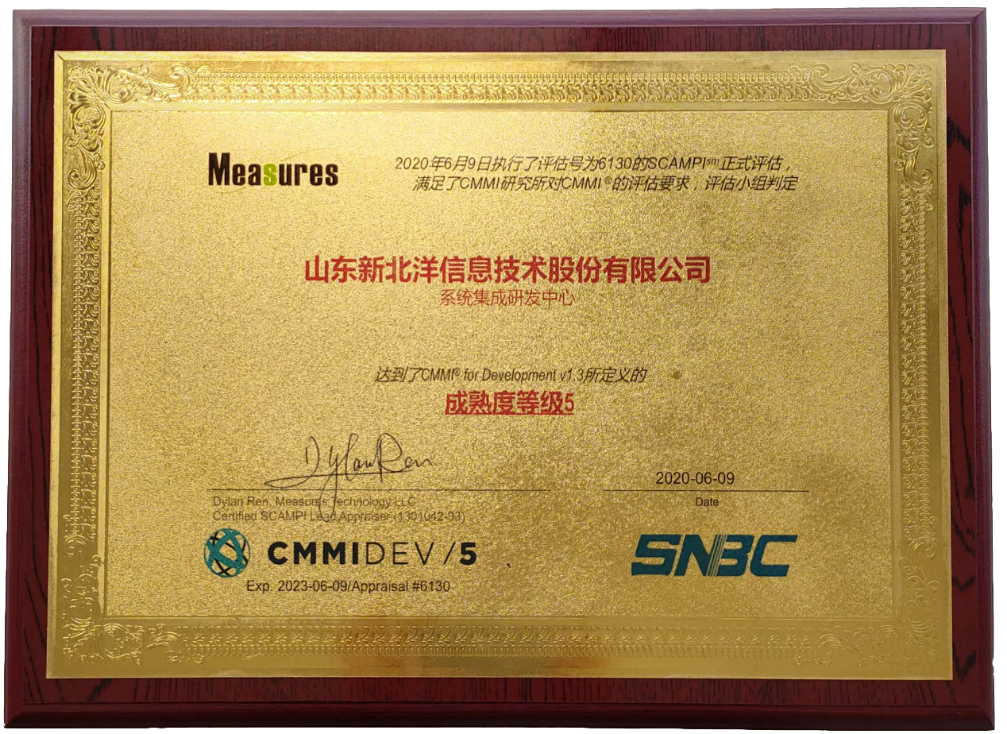 Measures
2020年6月9日执行了评估号为6130的SCAMPI℠正式评估，
满足了CMMI研究所对CMMI®的评估要求；评估小组判定
山东新北洋信息技术股份有限公司
系统集成研发中心
达到了CMMI® for Development v1.3所定义的
成熟度等级5
Dylan Ren
2020-06-09
Dylan Ren, Measures Technology LLC
Date
Certified SCAMPI Lead Appraiser (1301042-03)
CMMIDEV/5
SNBC
Exp. 2023-06-09/Appraisal #6130